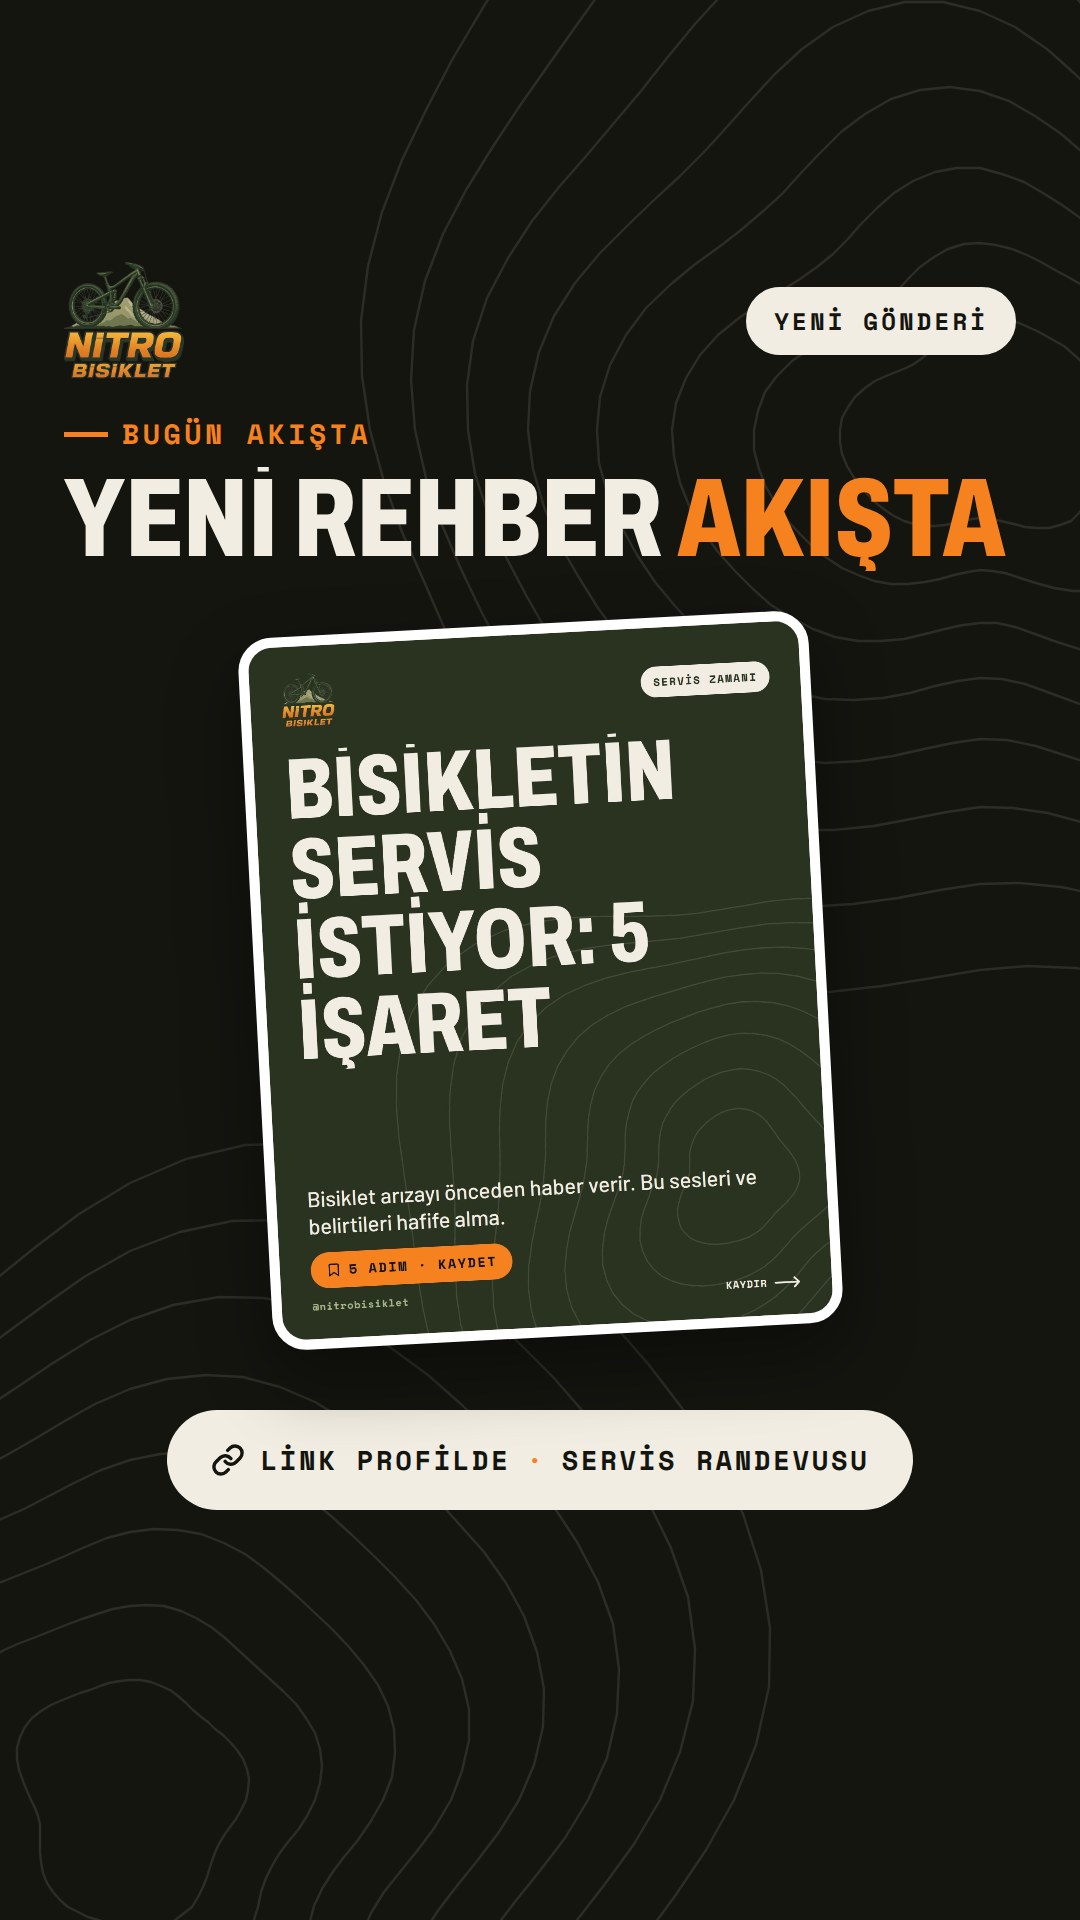 NiTRO
BiSiKLET
YENİ GÖNDERİ
BUGÜN AKIŞTA
YENİ REHBER AKIŞTA
NiTRO
BiSiKLET
SERVİS ZAMANI
BİSİKLETİN
SERVİS
İSTİYOR: 5
İŞARET
Bisiklet arızayı önceden haber verir. Bu sesleri ve
belirtileri hafife alma.
5 ADIM · KAYDET
KAYDIR
@nitrobisiklet
LİNK PROFİLDE · SERVİS RANDEVUSU